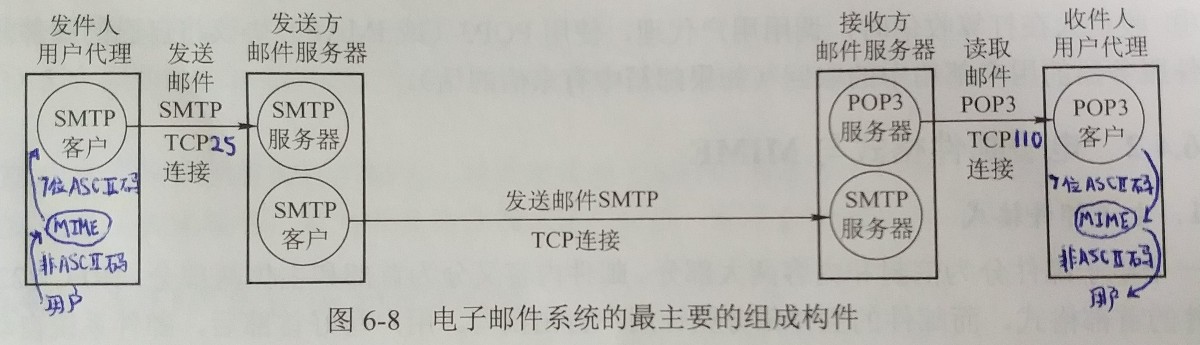 发件人
用户代理
发送
邮件
SMTP
TCP25
连接
发送方
邮件服务器
接收方
邮件服务器
读取
邮件
POP3
TCP110
连接
收件人
用户代理
SMTP
客户
SMTP
服务器
POP3
服务器
POP3
客户
7位ASCⅡ码
MIME
非ASCⅡ码
用户
SMTP
客户
发送邮件SMTP
TCP连接
SMTP
服务器
7位ASCⅡ码
MIME
非ASCⅡ码
用户
图 6-8 电子邮件系统的最主要的组成构件